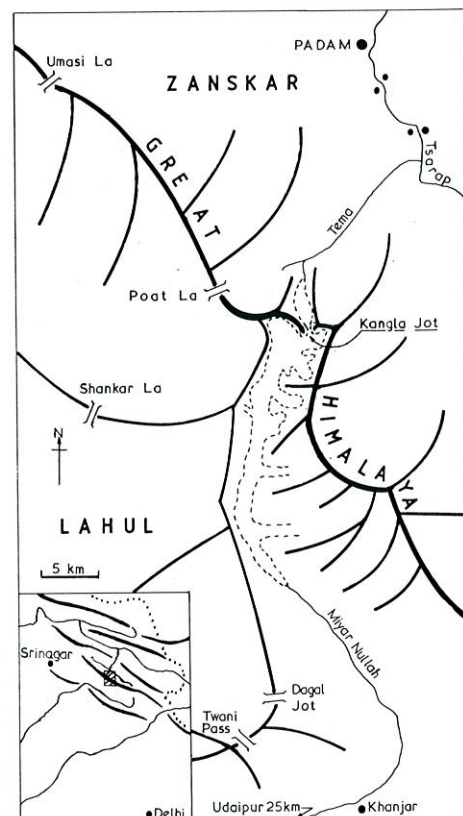 PADAM
Umasi La
ZANSKAR
GREAT
Tsarap
Tema
Poat La
Kangla Jot
Shankar La
N
HIMALAYA
LAHUL
5 km
Miyar Nullah
Srinagar
Dagal
Jot
Twani
Pass
Delhi
Udaipur 25km
Khanjar